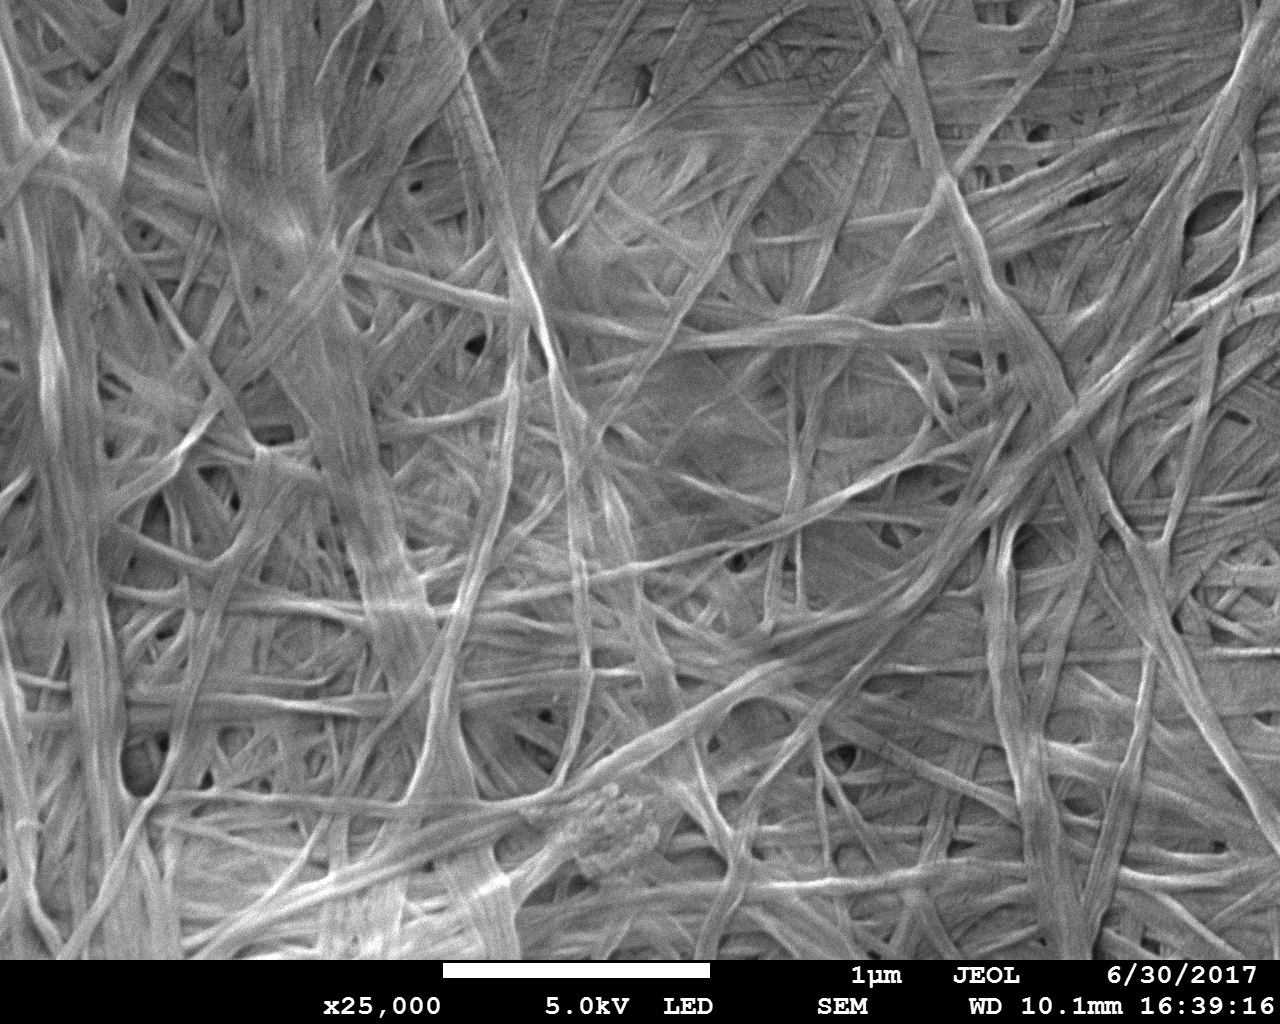 1µm JEOL 6/30/2017
x25,000 5.0kV LED SEM WD 10.1mm 16:39:16